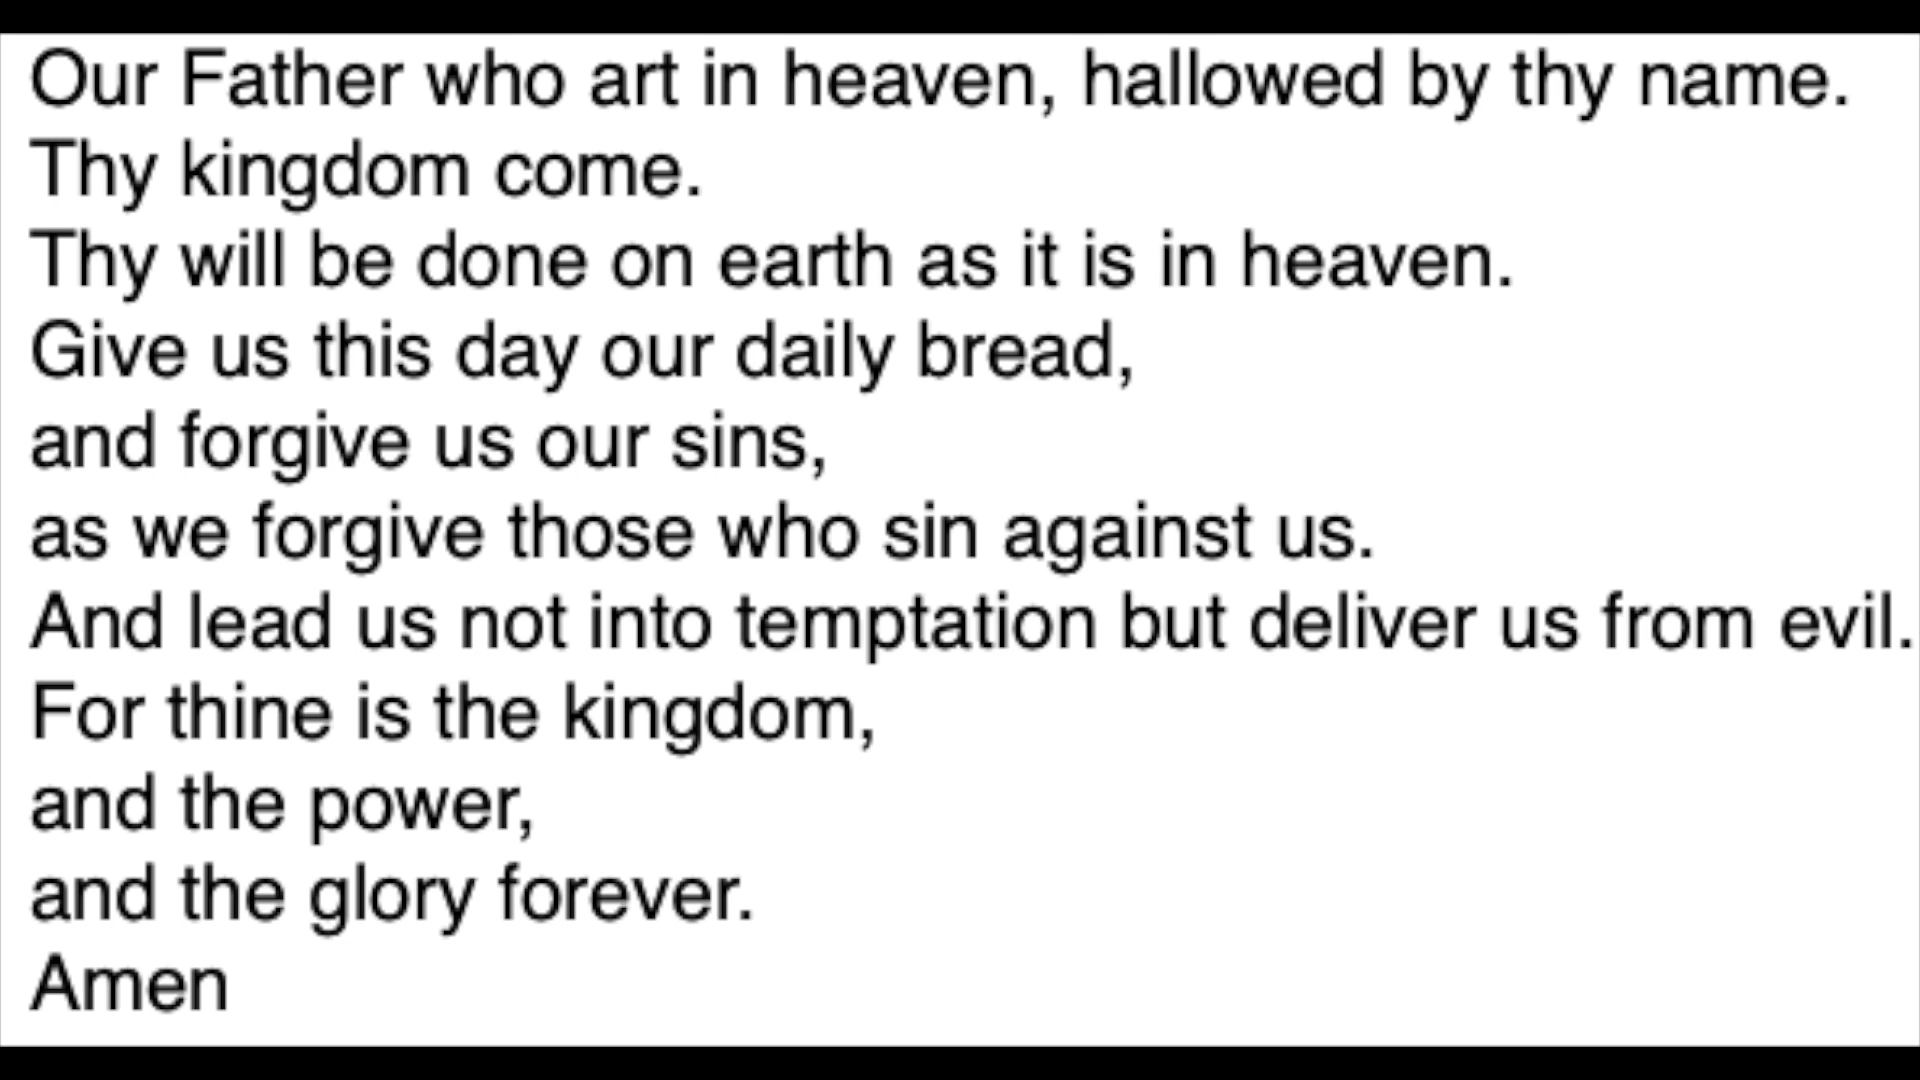 Our Father who art in heaven, hallowed by thy name.
Thy kingdom come.
Thy will be done on earth as it is in heaven.
Give us this day our daily bread,
and forgive us our sins,
as we forgive those who sin against us.
And lead us not into temptation but deliver us from evil.
For thine is the kingdom,
and the power,
and the glory forever.
Amen